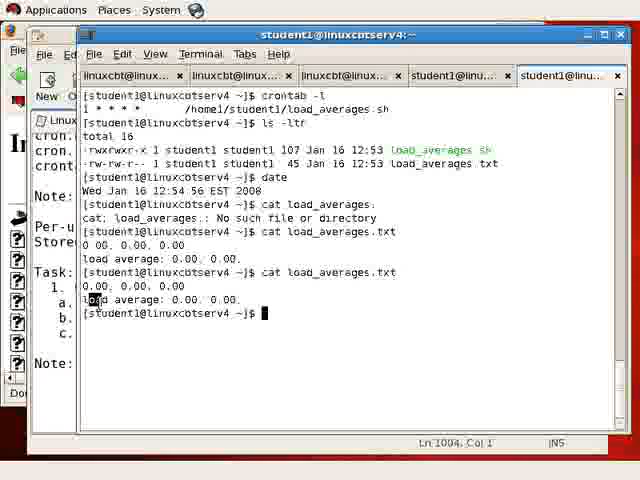 Applications Places System
student1@linuxcbtserv4:~
File Edit View Terminal Tabs Help
linuxcbt@linux... linuxcbt@linux... linuxcbt@linux... student1@linux... student1@linux...
[student1@linuxcbtserv4 ~]$ crontab -l
1 * * * * /home1/student1/load_averages.sh
[student1@linuxcbtserv4 ~]$ ls -ltr
total 16
-rwxrwxr-x 1 student1 student1 107 Jan 16 12:53 load_averages.sh
-rw-rw-r-- 1 student1 student1 45 Jan 16 12:53 load_averages.txt
[student1@linuxcbtserv4 ~]$ date
Wed Jan 16 12:54:56 EST 2008
[student1@linuxcbtserv4 ~]$ cat load_averages.
cat: load_averages.: No such file or directory
[student1@linuxcbtserv4 ~]$ cat load_averages.txt
0.00, 0.00, 0.00
load average: 0.00, 0.00,
[student1@linuxcbtserv4 ~]$ cat load_averages.txt
0.00, 0.00, 0.00
load average: 0.00, 0.00,
[student1@linuxcbtserv4 ~]$
File
File
New
Linux
cron.
cron.
cront
Note:
Per-u
Store
Task:
1.
a.
b.
c.
Note:
Ln 1004, Col 1 INS